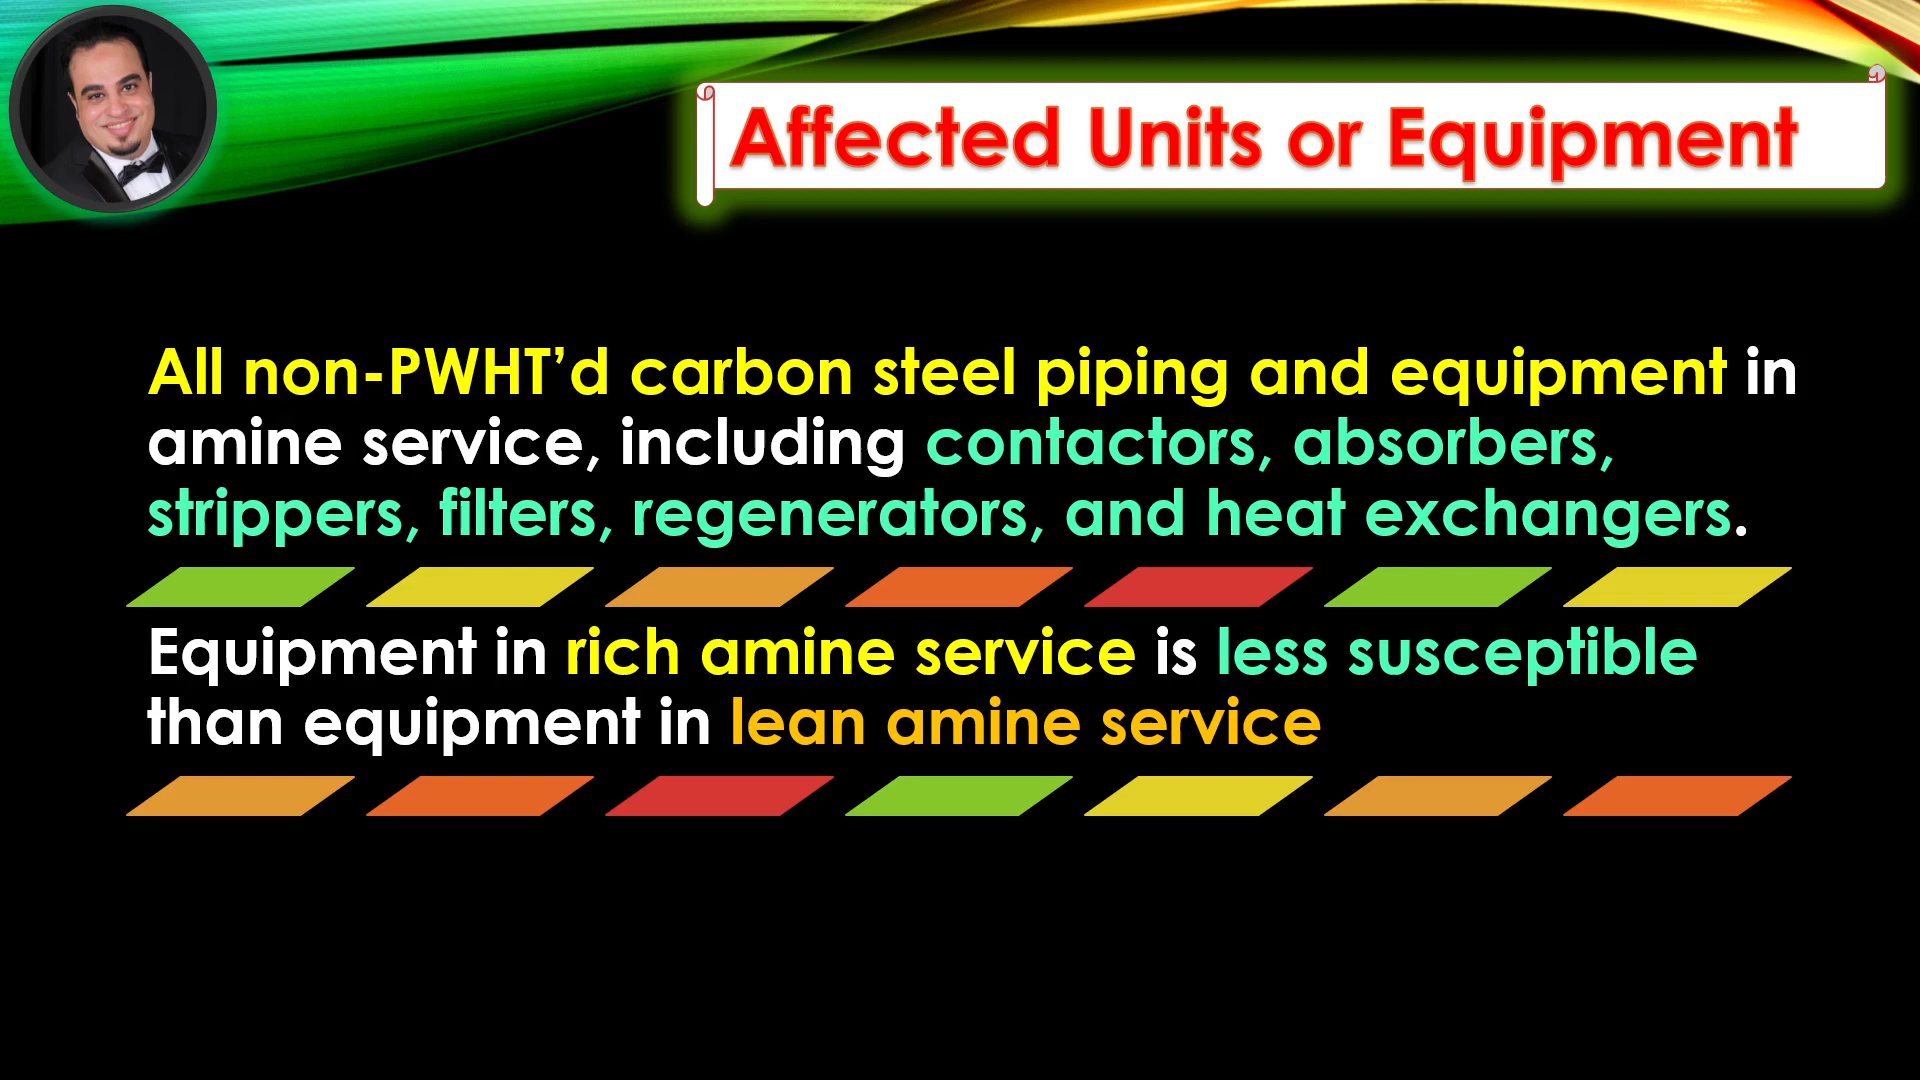 Affected Units or Equipment
All non-PWHT’d carbon steel piping and equipment in
amine service, including contactors, absorbers,
strippers, filters, regenerators, and heat exchangers.
Equipment in rich amine service is less susceptible
than equipment in lean amine service